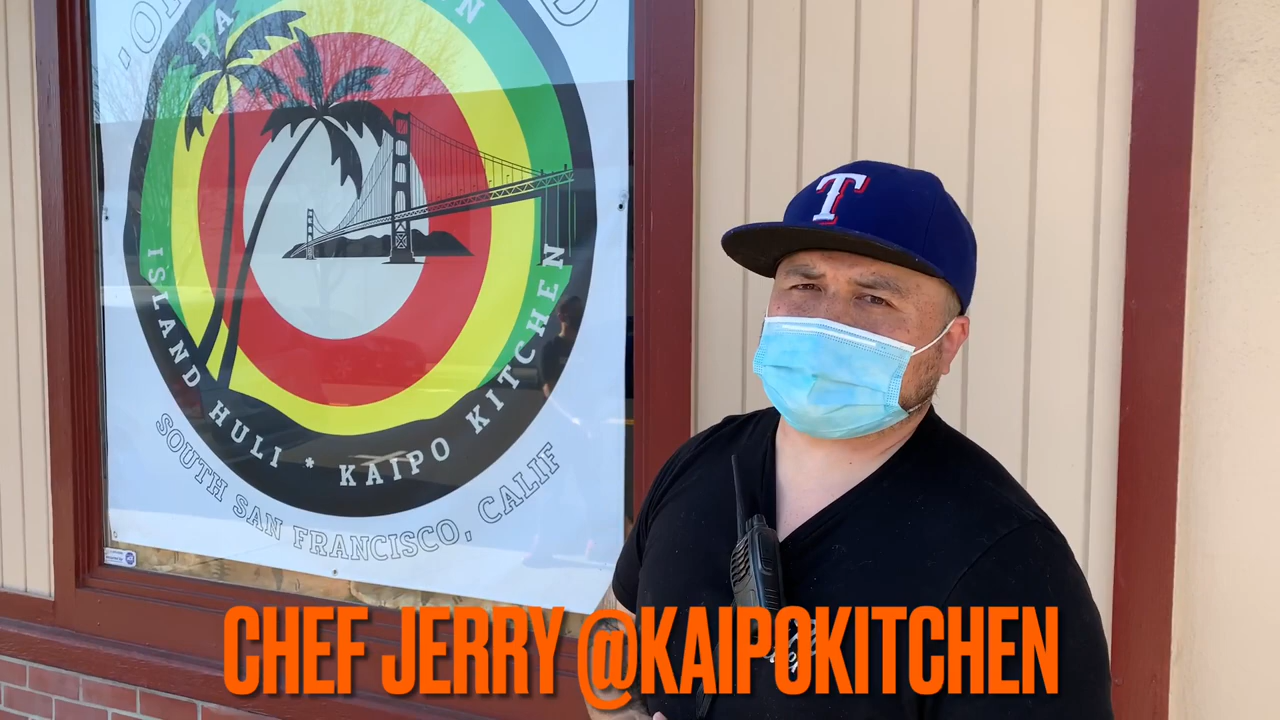 DA
T
ISLAND HULI * KAIPO KITCHEN
SOUTH SAN FRANCISCO, CALIF
CHEF JERRY @KAIPOKITCHEN